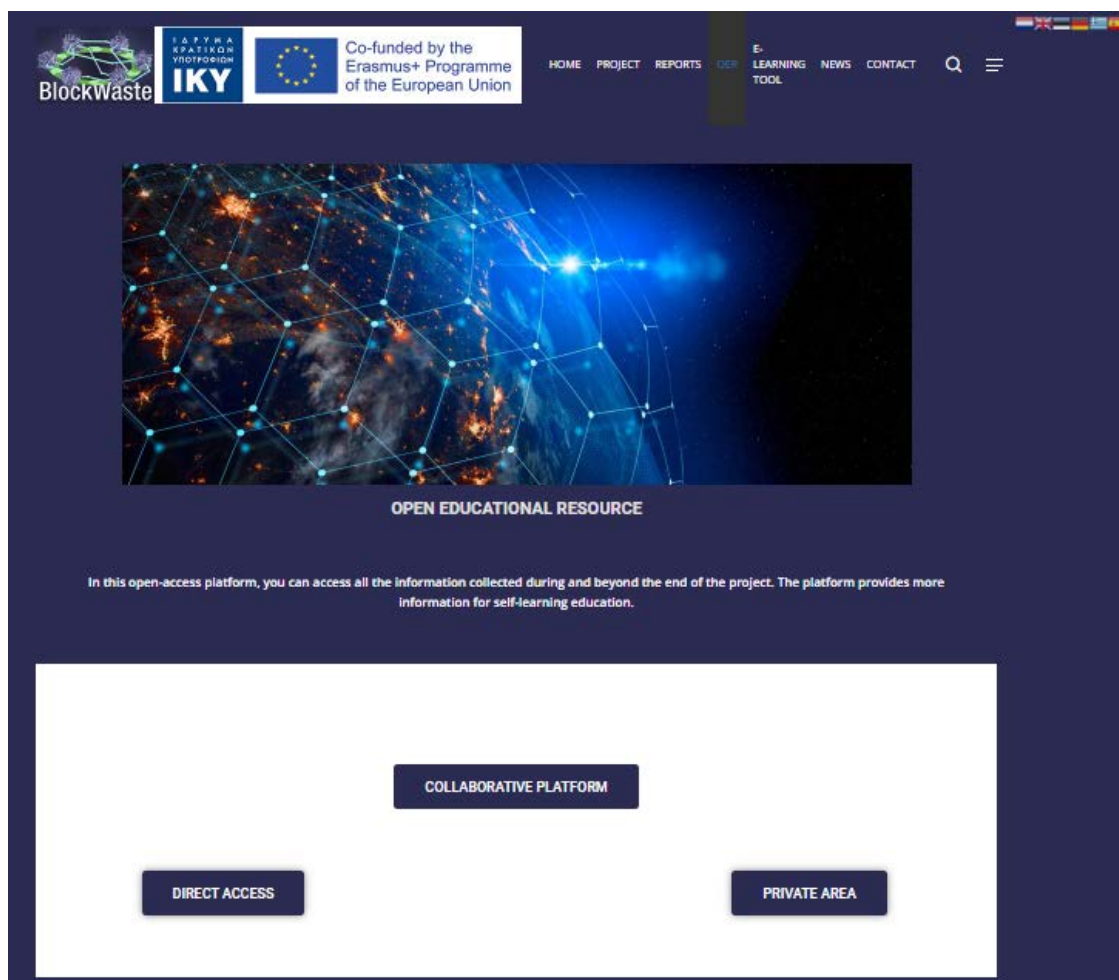 BlockWaste
ΙΔΡΥΜΑ
ΚΡΑΤΙΚΩΝ
ΥΠΟΤΡΟΦΙΩΝ
IKY
Co-funded by the
Erasmus+ Programme
of the European Union
HOME PROJECT REPORTS OER E-LEARNING TOOL NEWS CONTACT
OPEN EDUCATIONAL RESOURCE
In this open-access platform, you can access all the information collected during and beyond the end of the project. The platform provides more
information for self-learning education.
COLLABORATIVE PLATFORM
DIRECT ACCESS
PRIVATE AREA